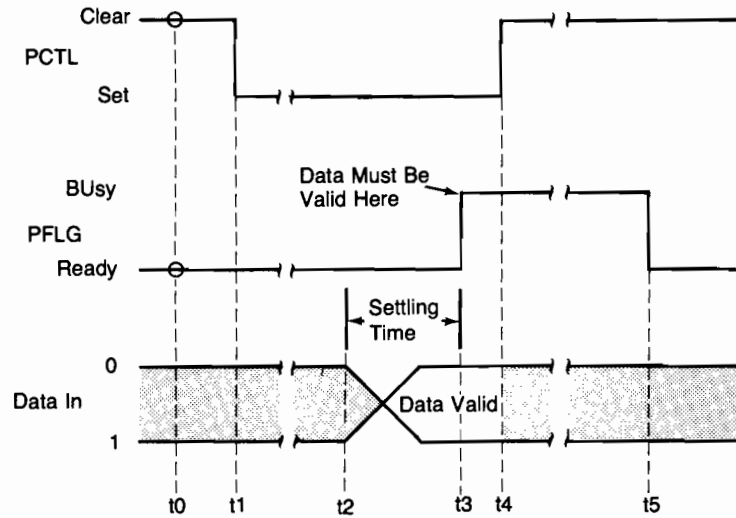 Clear
PCTL
Set
BUsy
Data Must Be
Valid Here
PFLG
Ready
Settling
Time
0
Data In
Data Valid
1
t0 t1 t2 t3 t4 t5